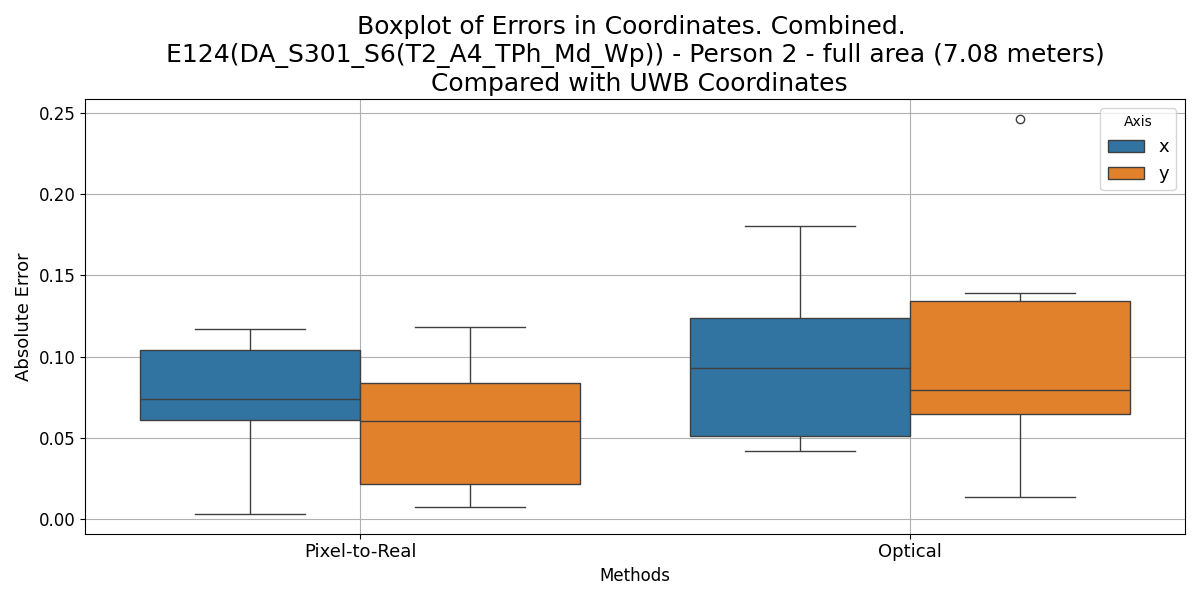 Boxplot of Errors in Coordinates. Combined.
E124(DA_S301_S6(T2_A4_TPh_Md_Wp)) - Person 2 - full area (7.08 meters)
Compared with UWB Coordinates
Absolute Error
0.25
0.20
0.15
0.10
0.05
0.00
Axis
x
y
Pixel-to-Real
Optical
Methods